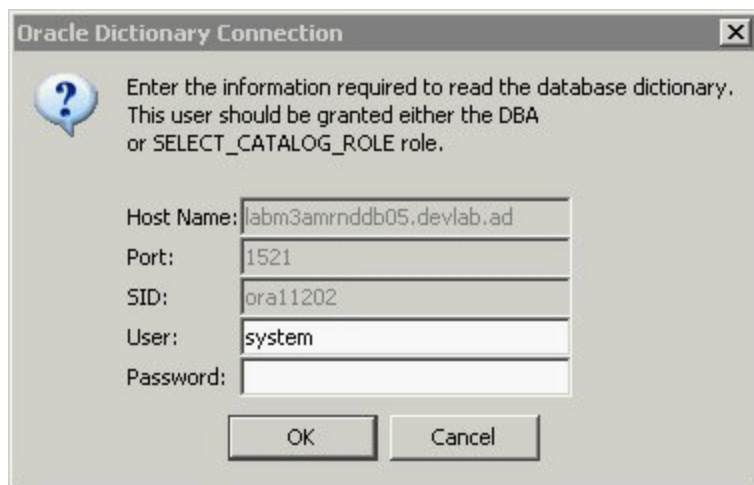 Oracle Dictionary Connection
Enter the information required to read the database dictionary.
This user should be granted either the DBA
or SELECT_CATALOG_ROLE role.
Host Name: labm3amrnddb05.devlab.ad
Port: 1521
SID: ora11202
User: system
Password:
OK Cancel